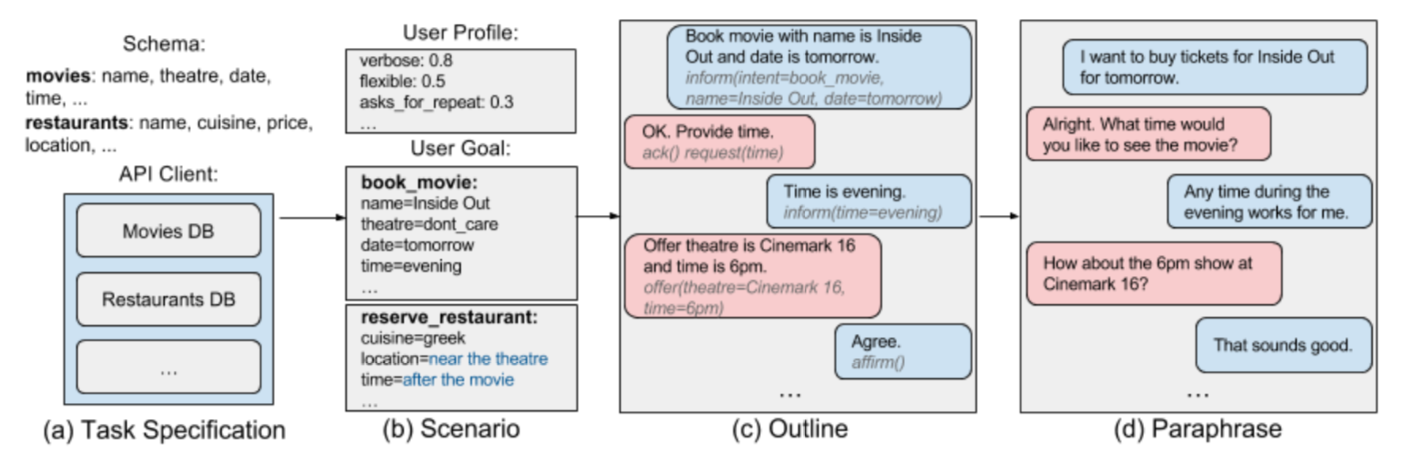 Schema:
movies: name, theatre, date,
time, ...
restaurants: name, cuisine, price,
location, ...
API Client:
Movies DB
Restaurants DB
...
(a) Task Specification
User Profile:
verbose: 0.8
flexible: 0.5
asks_for_repeat: 0.3
...
User Goal:
book_movie:
name=Inside Out
theatre=dont_care
date=tomorrow
time=evening
...
reserve_restaurant:
cuisine=greek
location=near the theatre
time=after the movie
...
(b) Scenario
Book movie with name is Inside
Out and date is tomorrow.
inform(intent=book_movie,
name=Inside Out, date=tomorrow)
OK. Provide time.
ack() request(time)
Time is evening.
inform(time=evening)
Offer theatre is Cinemark 16
and time is 6pm.
offer(theatre=Cinemark 16,
time=6pm)
Agree.
affirm()
...
(c) Outline
I want to buy tickets for Inside Out
for tomorrow.
Alright. What time would
you like to see the movie?
Any time during the
evening works for me.
How about the 6pm show at
Cinemark 16?
That sounds good.
...
(d) Paraphrase